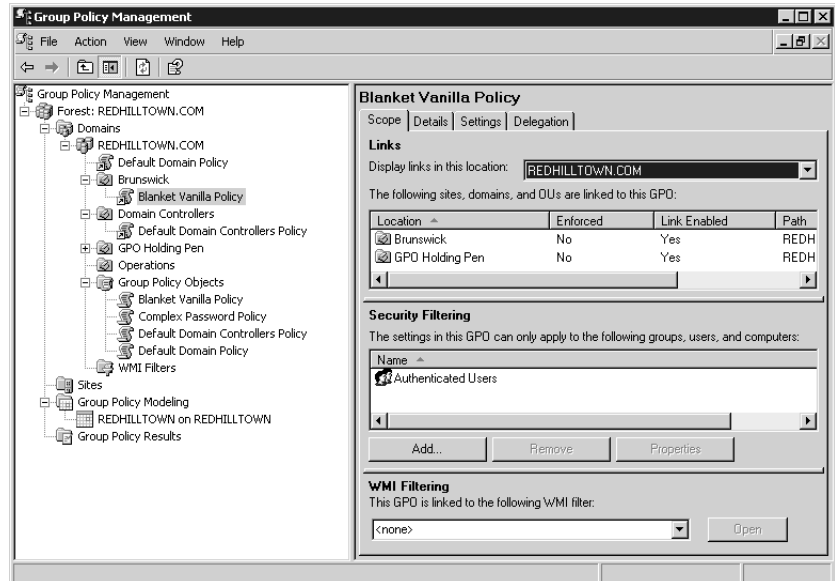 Group Policy Management
File Action View Window Help
Group Policy Management
Forest: REDHILLTOWN.COM
Domains
REDHILLTOWN.COM
Default Domain Policy
Brunswick
Blanket Vanilla Policy
Domain Controllers
Default Domain Controllers Policy
GPO Holding Pen
Operations
Group Policy Objects
Blanket Vanilla Policy
Complex Password Policy
Default Domain Controllers Policy
Default Domain Policy
WMI Filters
Sites
Group Policy Modeling
REDHILLTOWN on REDHILLTOWN
Group Policy Results
Blanket Vanilla Policy
Scope Details Settings Delegation
Links
Display links in this location: REDHILLTOWN.COM
The following sites, domains, and OUs are linked to this GPO:
Location Enforced Link Enabled Path
Brunswick No Yes REDH
GPO Holding Pen No Yes REDH
Security Filtering
The settings in this GPO can only apply to the following groups, users, and computers:
Name
Authenticated Users
Add... Remove Properties
WMI Filtering
This GPO is linked to the following WMI filter:
<none> Open